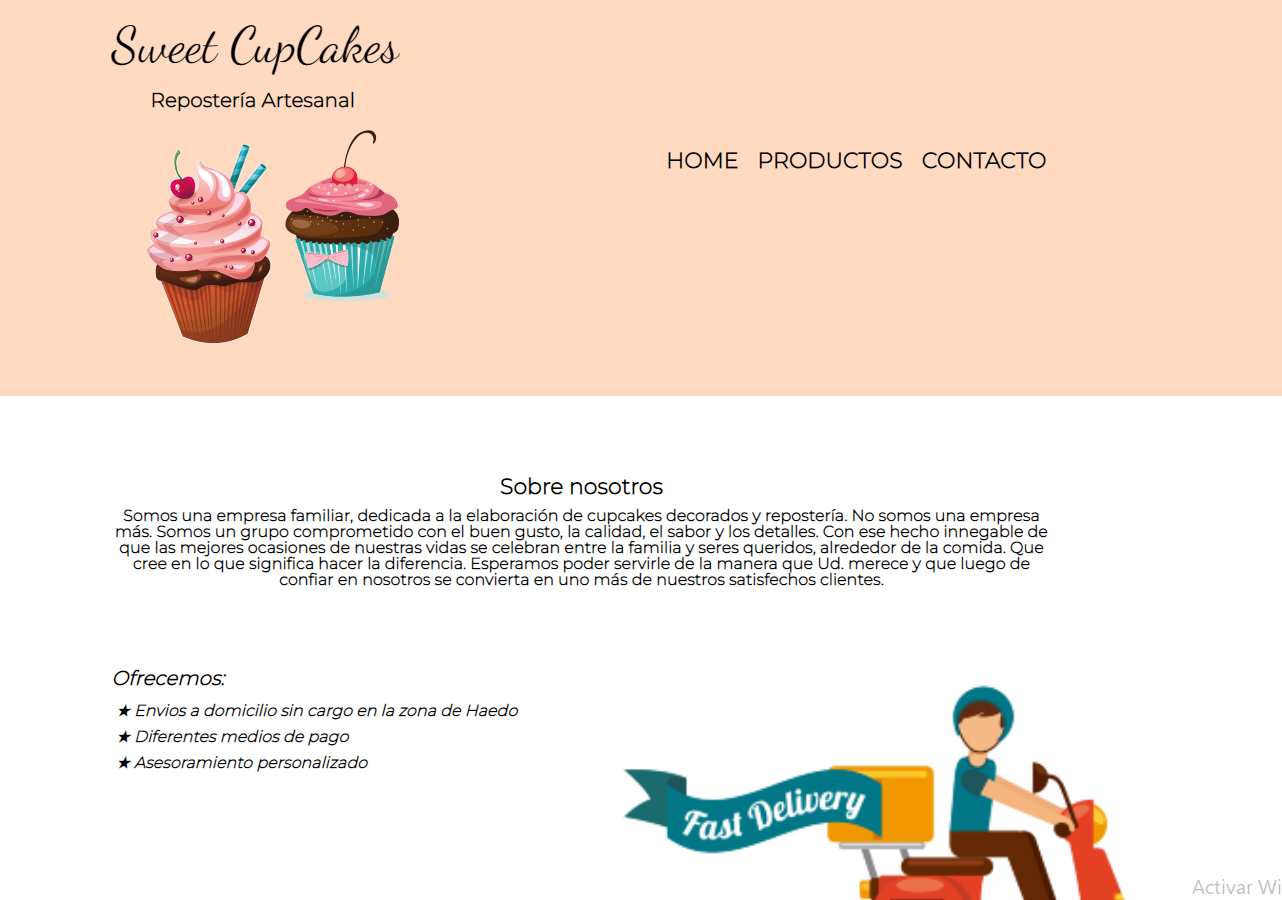 Sweet CupCakes
Repostería Artesanal
HOME PRODUCTOS CONTACTO
Sobre nosotros
Somos una empresa familiar, dedicada a la elaboración de cupcakes decorados y repostería. No somos una empresa
más. Somos un grupo comprometido con el buen gusto, la calidad, el sabor y los detalles. Con ese hecho innegable de
que las mejores ocasiones de nuestras vidas se celebran entre la familia y seres queridos, alrededor de la comida. Que
cree en lo que significa hacer la diferencia. Esperamos poder servirle de la manera que Ud. merece y que luego de
confiar en nosotros se convierta en uno más de nuestros satisfechos clientes.
Ofrecemos:
★ Envios a domicilio sin cargo en la zona de Haedo
★ Diferentes medios de pago
★ Asesoramiento personalizado
Fast Delivery
Activar Wi